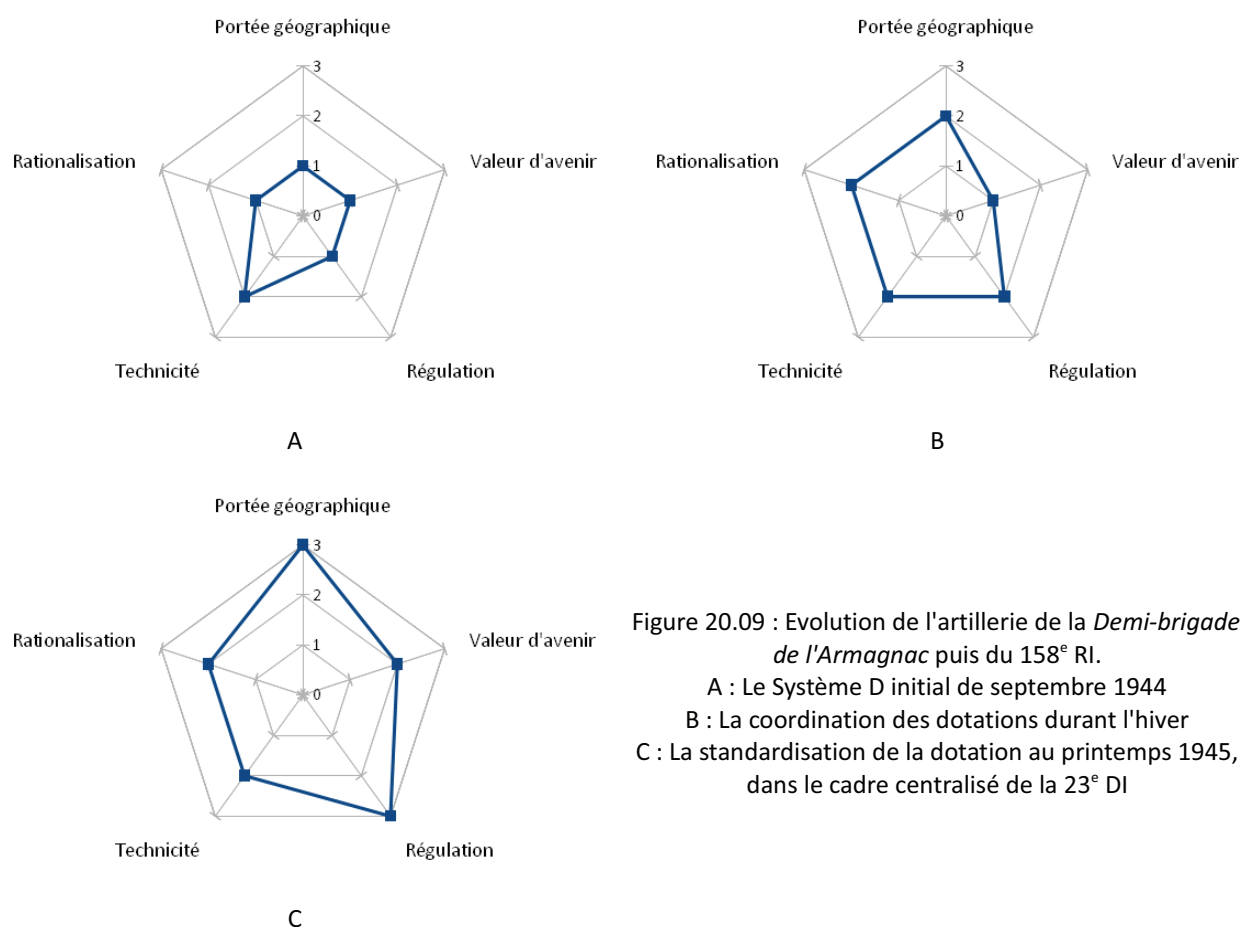 Portée géographique
3
2
1
0
Rationalisation
Valeur d'avenir
Technicité
Régulation
A
Portée géographique
3
2
1
0
Rationalisation
Valeur d'avenir
Technicité
Régulation
B
Portée géographique
3
2
1
0
Rationalisation
Valeur d'avenir
Technicité
Régulation
C
Figure 20.09 : Evolution de l'artillerie de la Demi-brigade
de l'Armagnac puis du 158e RI.
A : Le Système D initial de septembre 1944
B : La coordination des dotations durant l'hiver
C : La standardisation de la dotation au printemps 1945,
dans le cadre centralisé de la 23e DI